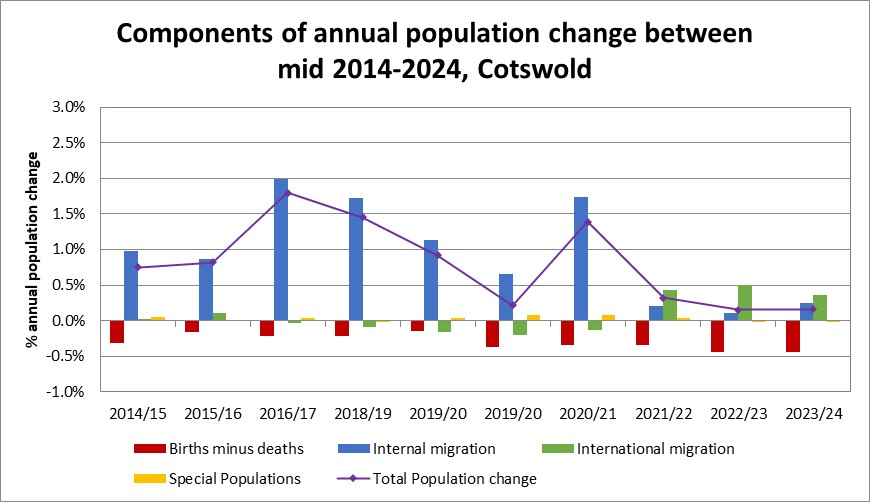 Components of annual population change between
mid 2014-2024, Cotswold
% annual population change
3.0%
2.5%
2.0%
1.5%
1.0%
0.5%
0.0%
-0.5%
-1.0%
2014/15 2015/16 2016/17 2018/19 2019/20 2019/20 2020/21 2021/22 2022/23 2023/24
Births minus deaths Internal migration International migration
Special Populations Total Population change